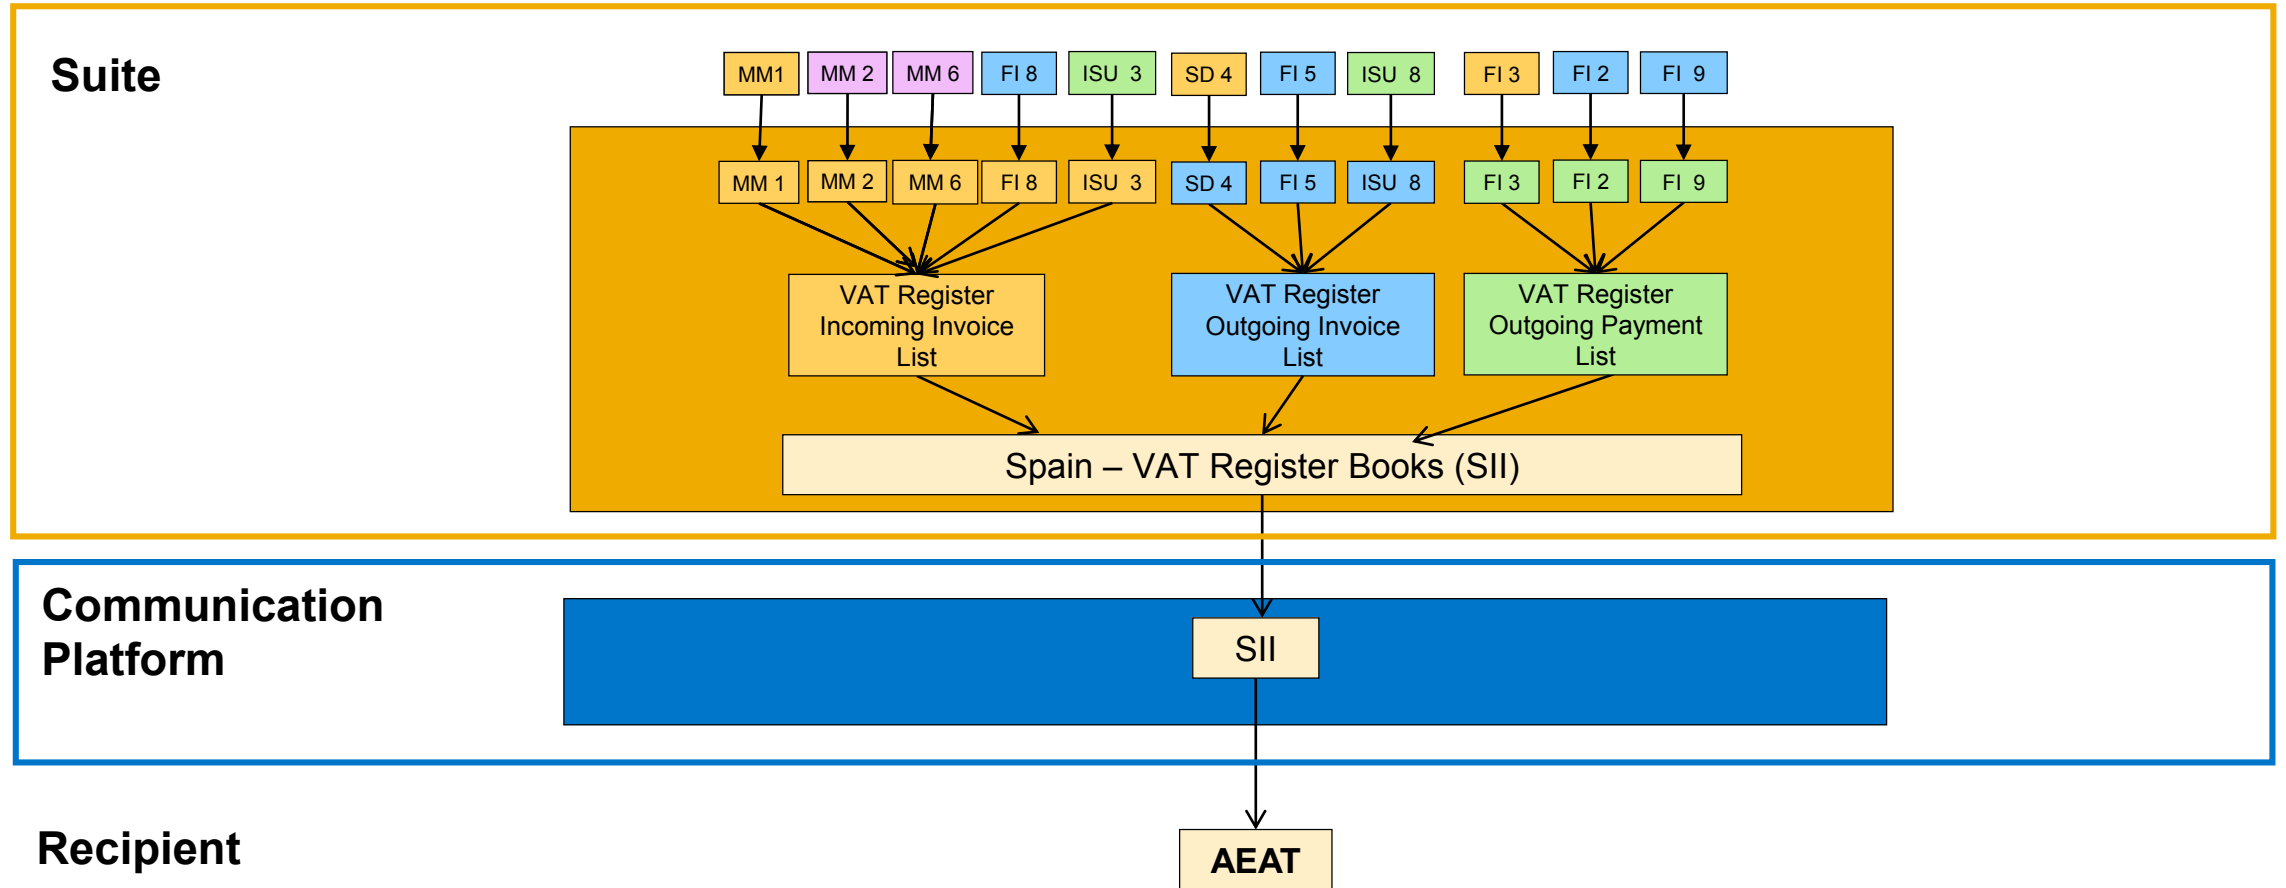 Suite
MM1 MM 2 MM 6 FI 8 ISU 3 SD 4 FI 5 ISU 8 FI 3 FI 2 FI 9
MM 1 MM 2 MM 6 FI 8 ISU 3 SD 4 FI 5 ISU 8 FI 3 FI 2 FI 9
VAT Register
Incoming Invoice
List
VAT Register
Outgoing Invoice
List
VAT Register
Outgoing Payment
List
Spain – VAT Register Books (SII)
Communication
Platform
SII
Recipient
AEAT